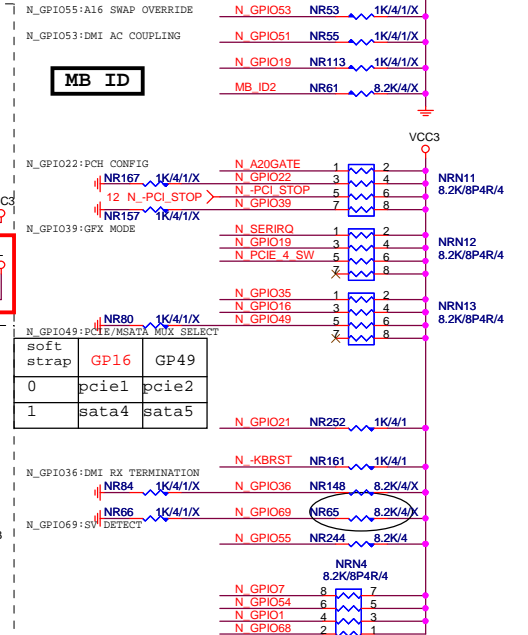 N_GPIO55:A16 SWAP OVERRIDE
N_GPIO53 NR53 1K/4/1/X
N_GPIO53:DMI AC COUPLING
N_GPIO51 NR55 1K/4/1/X
N_GPIO19 NR113 1K/4/1/X
MB ID
MB_ID2 NR61 8.2K/4/X
VCC3
N_GPIO22:PCH CONFIG
N_A20GATE 1 2
NR167 1K/4/1/X N_GPIO22 3 4 NRN11
12 N_-PCI_STOP N_-PCI_STOP 5 6 8.2K/8P4R/4
N_GPIO39 7 8
NR157 1K/4/1/X
N_GPIO39:GFX MODE
N_SERIRQ 1 2
N_GPIO19 3 4 NRN12
N_PCIE_4_SW 5 6 8.2K/8P4R/4
7 8
N_GPIO35 1 2
N_GPIO16 3 4 NRN13
NR80 1K/4/1/X N_GPIO49 5 6 8.2K/8P4R/4
N_GPIO49:PCIE/MSATA MUX SELECT
7 8
soft strap GP16 GP49
0 pcie1 pcie2
1 sata4 sata5
N_GPIO21 NR252 1K/4/1
N_-KBRST NR161 1K/4/1
N_GPIO36:DMI RX TERMINATION
NR84 1K/4/1/X N_GPIO36 NR148 8.2K/4/X
NR66 1K/4/1/X N_GPIO69 NR65 8.2K/4/X
N_GPIO69:SV DETECT
N_GPIO55 NR244 8.2K/4
NRN4
8.2K/8P4R/4
N_GPIO7 8 7
N_GPIO54 6 5
N_GPIO1 4 3
N_GPIO68 2 1